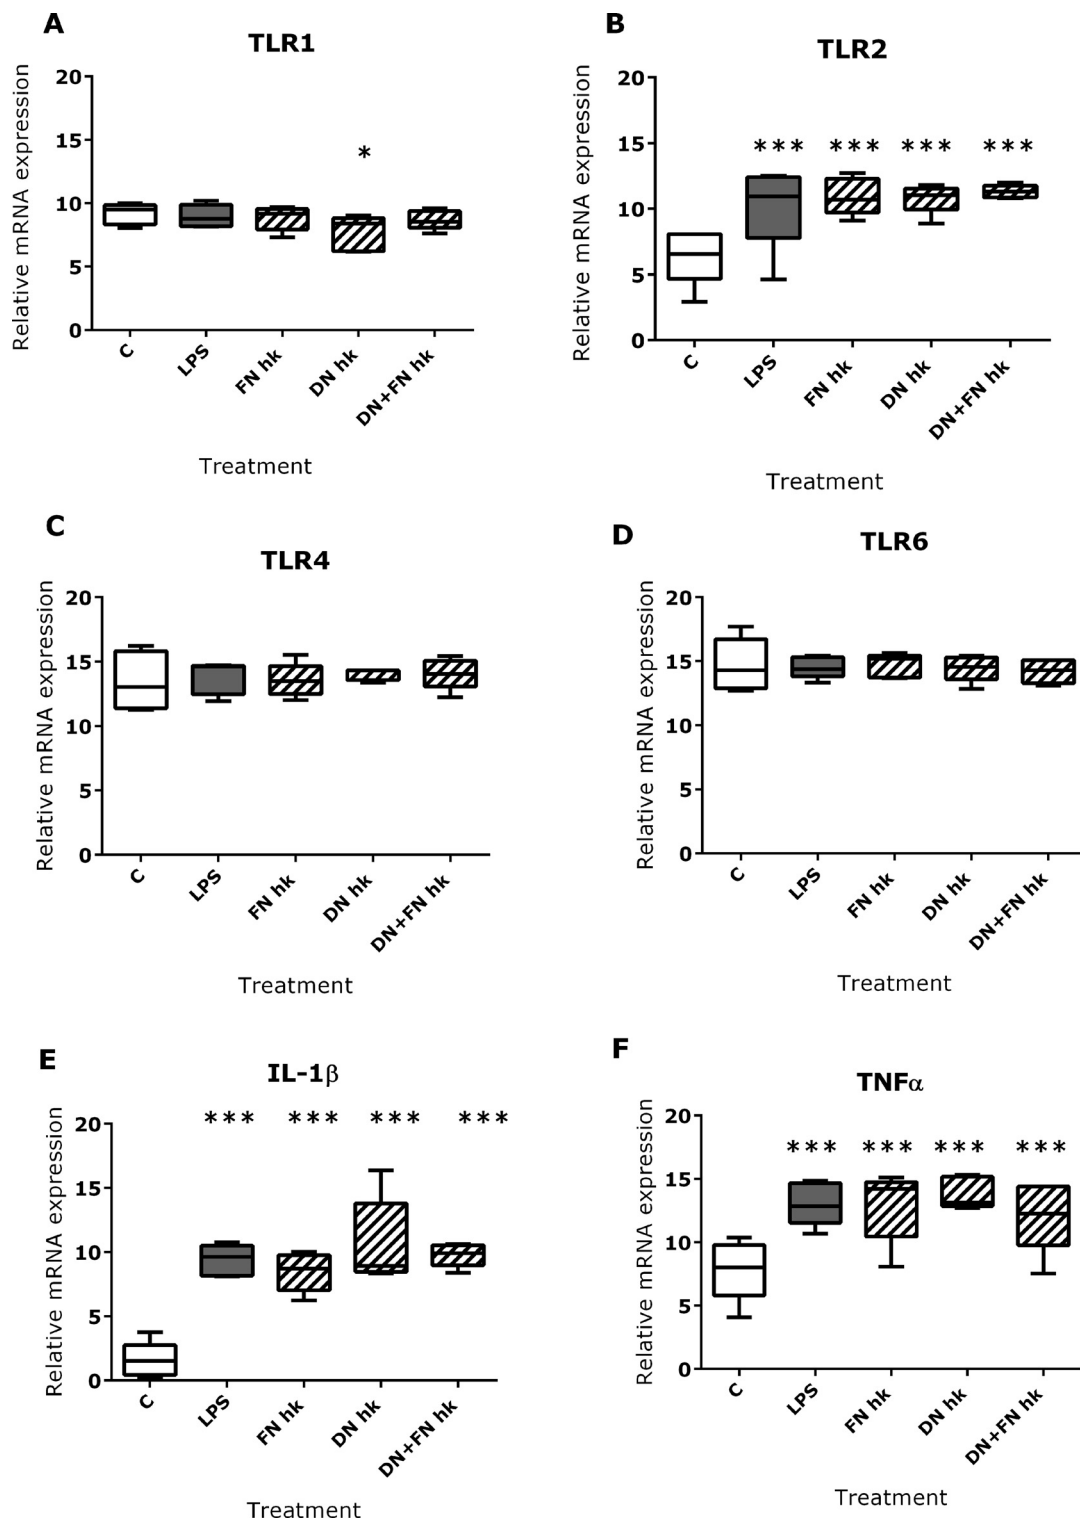 A
TLR1
Relative mRNA expression
20
15
10
5
0
*
C
LPS
FN hk
DN hk
DN+FN hk
Treatment
B
TLR2
Relative mRNA expression
20
15
10
5
0
*** *** *** ***
C
LPS
FN hk
DN hk
DN+FN hk
Treatment
C
TLR4
Relative mRNA expression
20
15
10
5
0
C
LPS
FN hk
DN hk
DN+FN hk
Treatment
D
TLR6
Relative mRNA expression
20
15
10
5
0
C
LPS
FN hk
DN hk
DN+FN hk
Treatment
E
IL-1β
Relative mRNA expression
20
15
10
5
0
*** *** *** ***
C
LPS
FN hk
DN hk
DN+FN hk
Treatment
F
TNFα
Relative mRNA expression
20
15
10
5
0
*** *** *** ***
C
LPS
FN hk
DN hk
DN+FN hk
Treatment